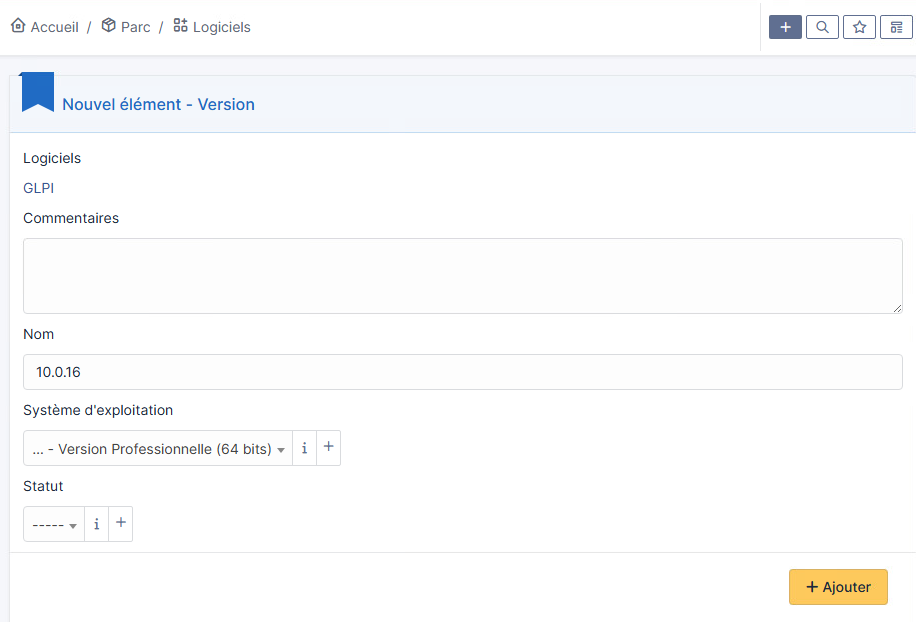 Accueil / Parc / Logiciels
Nouvel élément - Version
Logiciels
GLPI
Commentaires
Nom
10.0.16
Système d'exploitation
... - Version Professionnelle (64 bits) i +
Statut
----- i +
+ Ajouter